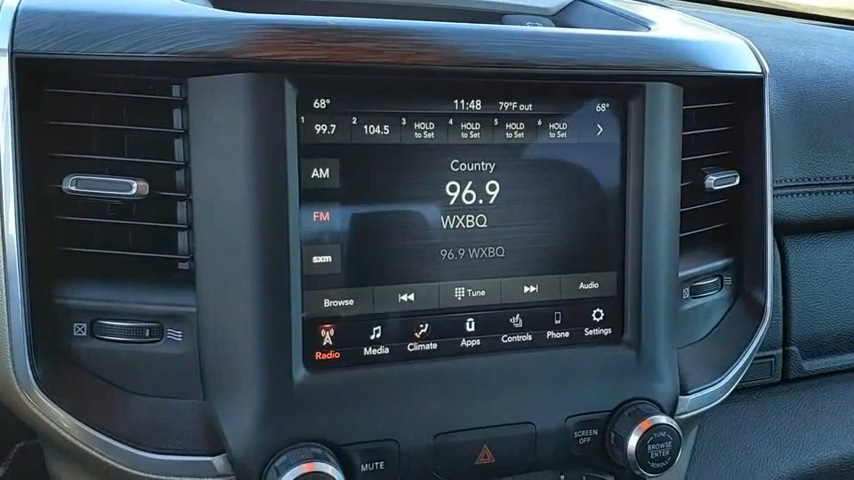 68° 11:48 79°F out 68°
1 99.7 2 104.5 3 HOLD to Set 4 HOLD to Set 5 HOLD to Set 6 HOLD to Set
AM
Country
96.9
FM
WXBQ
sxm
96.9 WXBQ
Browse Tune Audio
Radio Media Climate Apps Controls Phone Settings
MUTE
SCREEN OFF
TUNE
BROWSE
ENTER
SCROLL